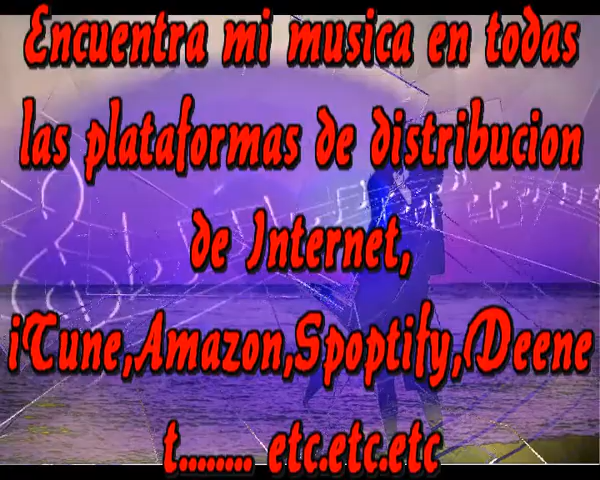 Encuentra mi musica en todas
las plataformas de distribucion
de Internet,
iTune,Amazon,Spoptify,Deene
t........ etc.etc.etc